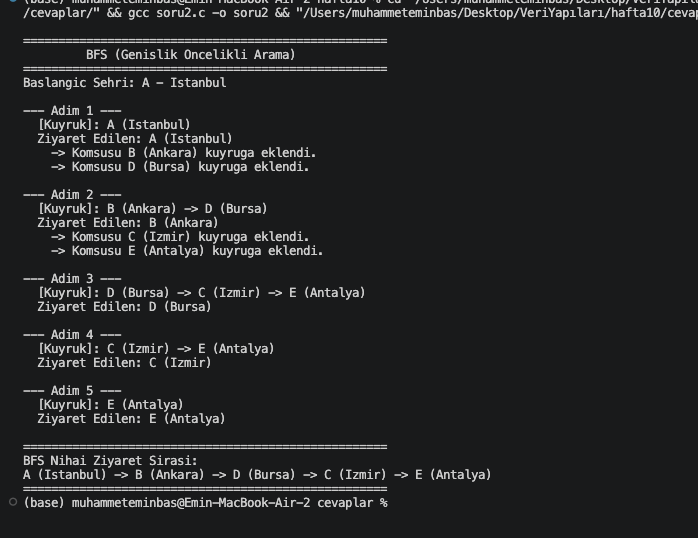 /cevaplar/" && gcc soru2.c -o soru2 && "/Users/muhammeteminbas/Desktop/VeriYapıları/hafta10/cevap
====================================================
BFS (Genislik Oncelikli Arama)
====================================================
Baslangic Sehri: A - Istanbul
--- Adim 1 ---
[Kuyruk]: A (Istanbul)
Ziyaret Edilen: A (Istanbul)
-> Komsusu B (Ankara) kuyruga eklendi.
-> Komsusu D (Bursa) kuyruga eklendi.
--- Adim 2 ---
[Kuyruk]: B (Ankara) -> D (Bursa)
Ziyaret Edilen: B (Ankara)
-> Komsusu C (Izmir) kuyruga eklendi.
-> Komsusu E (Antalya) kuyruga eklendi.
--- Adim 3 ---
[Kuyruk]: D (Bursa) -> C (Izmir) -> E (Antalya)
Ziyaret Edilen: D (Bursa)
--- Adim 4 ---
[Kuyruk]: C (Izmir) -> E (Antalya)
Ziyaret Edilen: C (Izmir)
--- Adim 5 ---
[Kuyruk]: E (Antalya)
Ziyaret Edilen: E (Antalya)
====================================================
BFS Nihai Ziyaret Sirasi:
A (Istanbul) -> B (Ankara) -> D (Bursa) -> C (Izmir) -> E (Antalya)
====================================================
(base) muhammeteminbas@Emin-MacBook-Air-2 cevaplar %